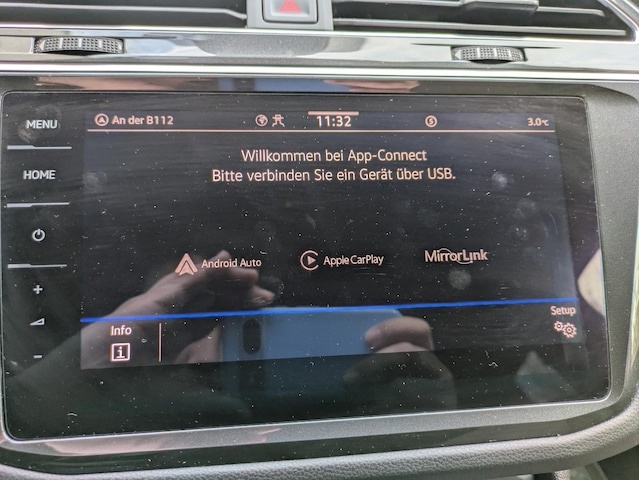 MENU
HOME
An der B112
11:32
S
3.0°C
Willkommen bei App-Connect
Bitte verbinden Sie ein Gerät über USB.
Android Auto
Apple CarPlay
MirrorLink
Info
Setup